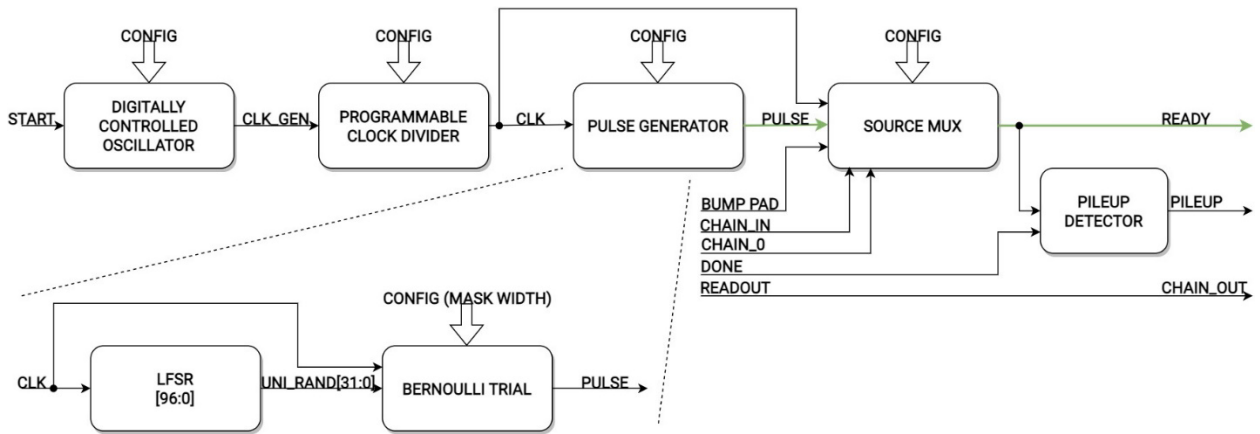 CONFIG
CONFIG
CONFIG
CONFIG
START
DIGITALLY
CONTROLLED
OSCILLATOR
CLK_GEN
PROGRAMMABLE
CLOCK DIVIDER
CLK
PULSE GENERATOR
PULSE
SOURCE MUX
READY
BUMP PAD
CHAIN_IN
CHAIN_0
DONE
READOUT
PILEUP
DETECTOR
PILEUP
CHAIN_OUT
CONFIG (MASK WIDTH)
CLK
LFSR
[96:0]
UNI_RAND[31:0]
BERNOULLI TRIAL
PULSE